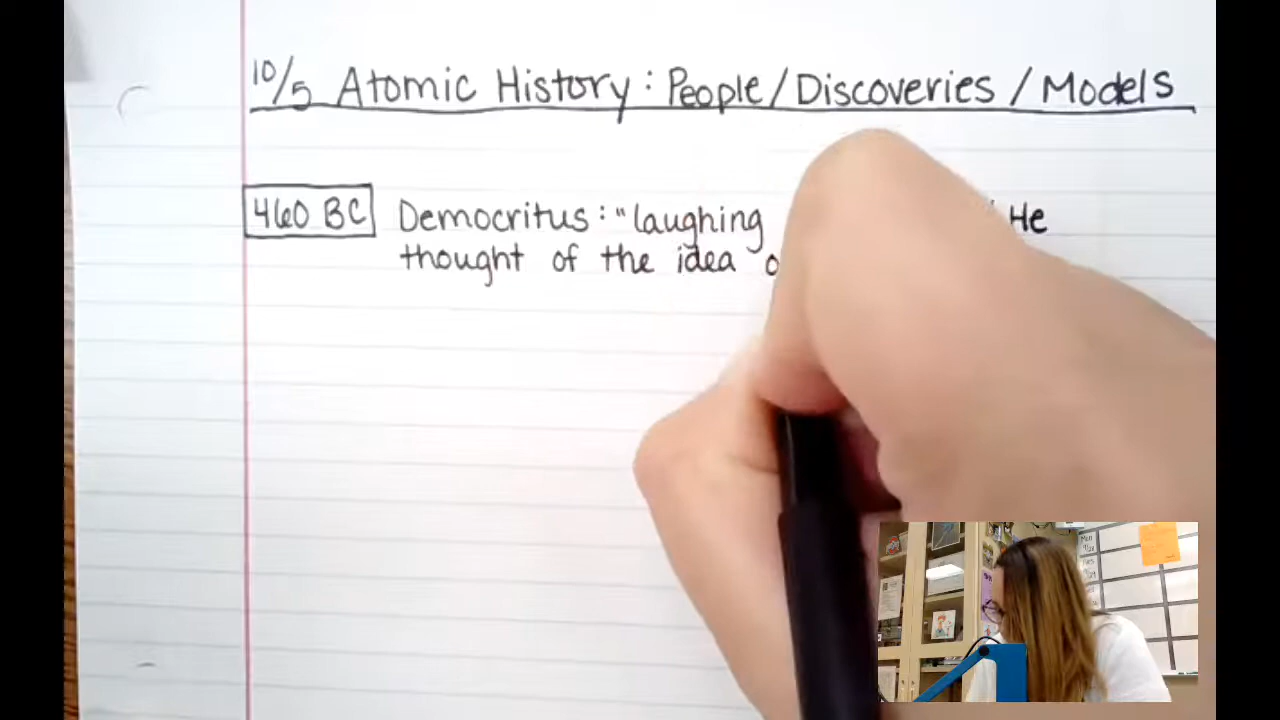 10/5 Atomic History: People/Discoveries/Models
460 BC Democritus: "laughing He
thought of the idea